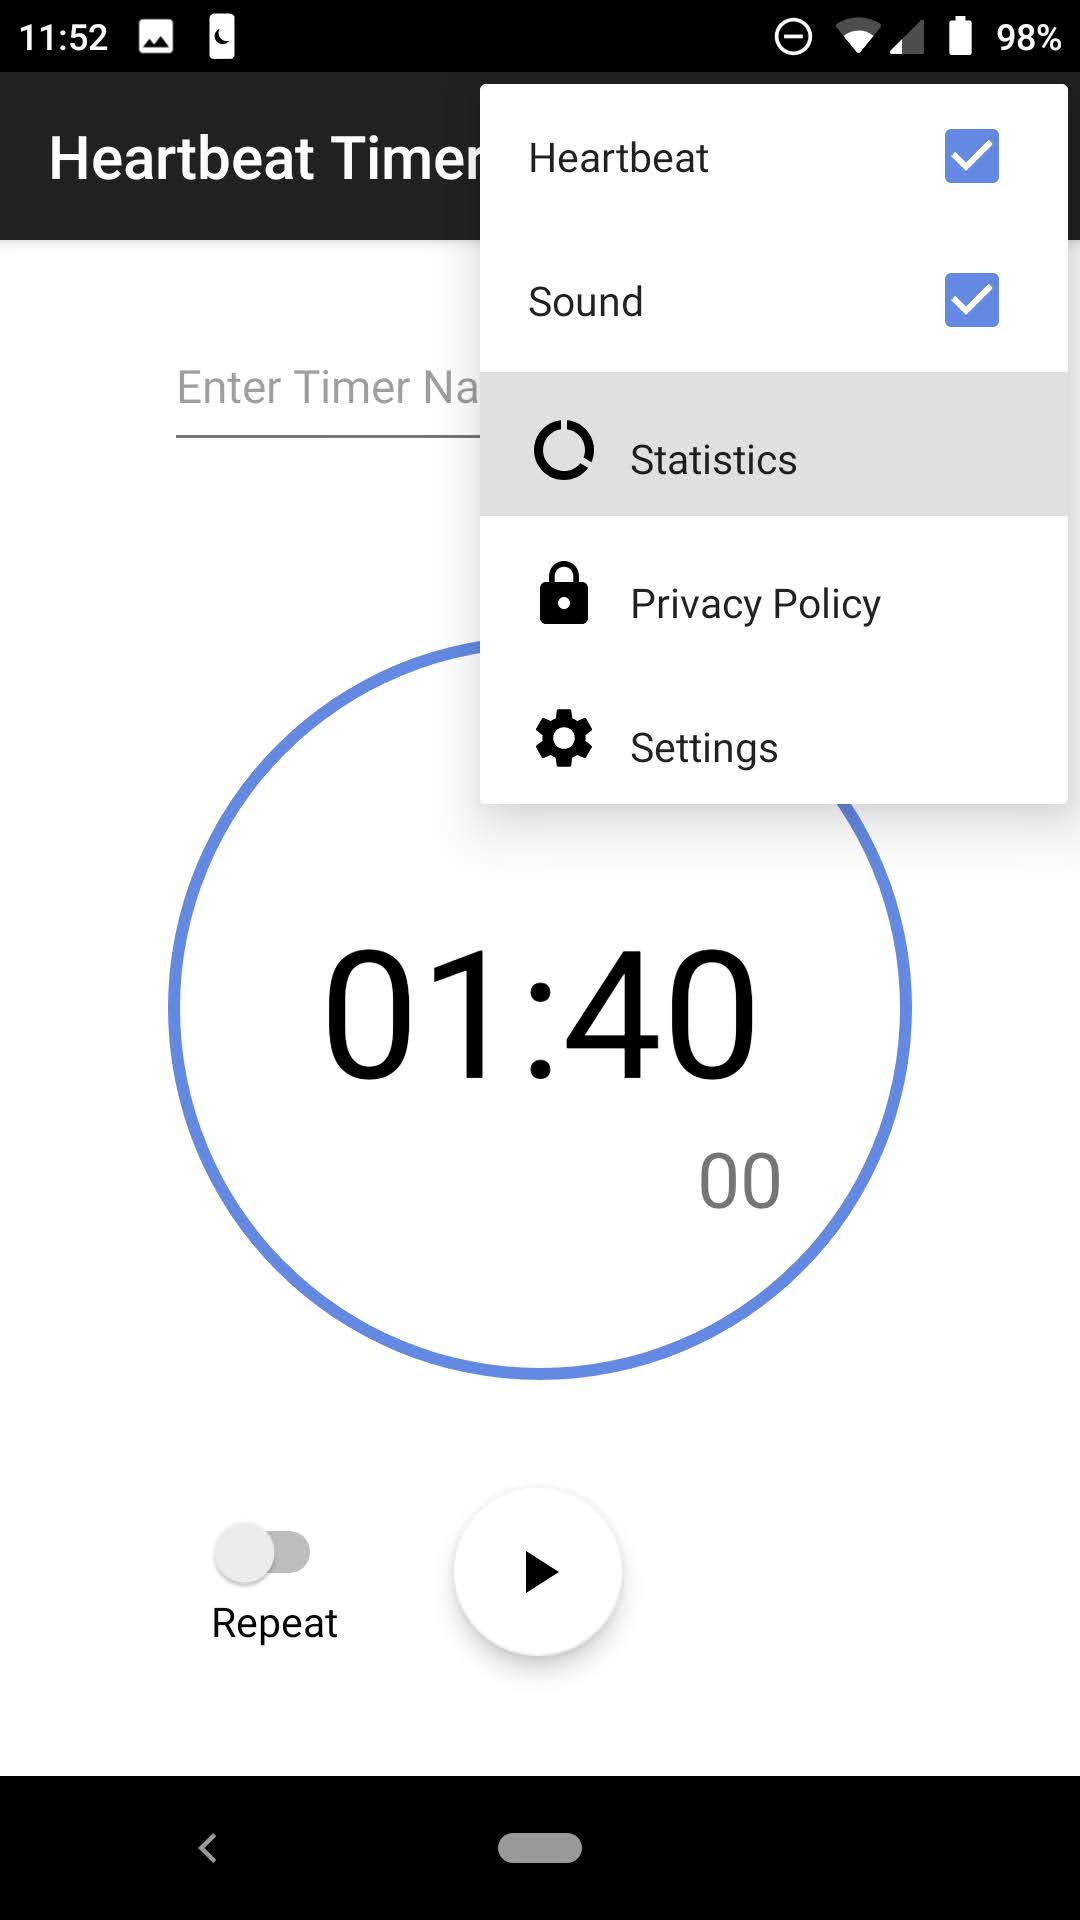 11:52
98%
Heartbeat Timer
Heartbeat
Sound
Enter Timer Na
Statistics
Privacy Policy
Settings
01:40
00
Repeat